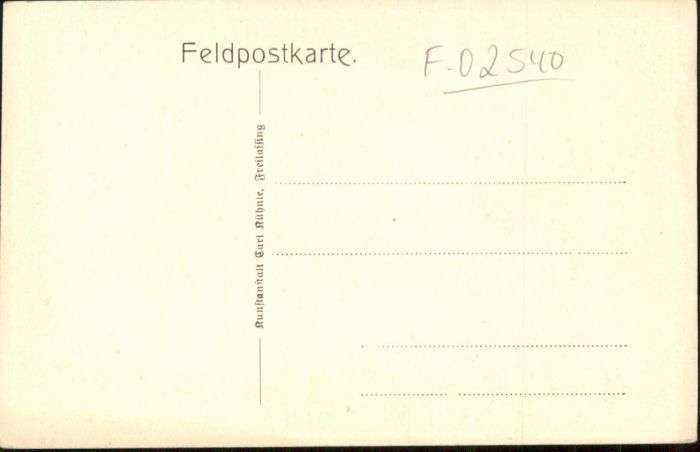 Feldpostkarte.
F-02540
Kunstanstalt Carl Kühnle, Freilassing